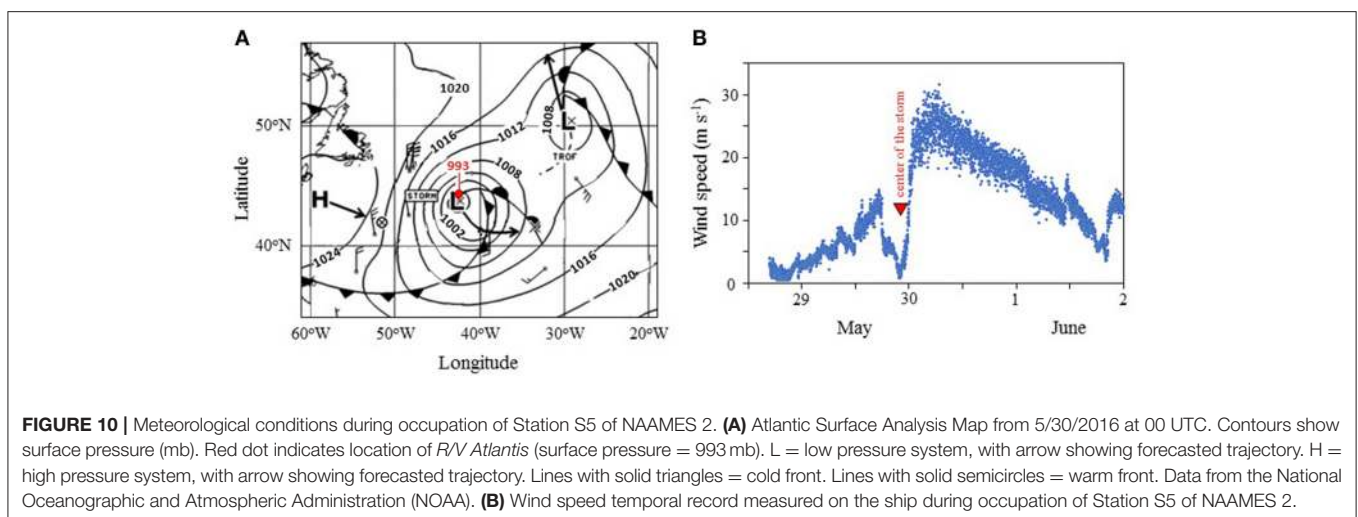 A
B
1020
1016
1012
1008
1008
993
STORM
1002
1024
1016
1020
TROF
H
L
L
50°N
40°N
Latitude
60°W 50°W 40°W 30°W 20°W
Longitude
Wind speed (m s⁻¹)
30
20
10
0
center of the storm
29 30 1 2
May June
FIGURE 10 | Meteorological conditions during occupation of Station S5 of NAAMES 2. (A) Atlantic Surface Analysis Map from 5/30/2016 at 00 UTC. Contours show
surface pressure (mb). Red dot indicates location of R/V Atlantis (surface pressure = 993 mb). L = low pressure system, with arrow showing forecasted trajectory. H =
high pressure system, with arrow showing forecasted trajectory. Lines with solid triangles = cold front. Lines with solid semicircles = warm front. Data from the National
Oceanographic and Atmospheric Administration (NOAA). (B) Wind speed temporal record measured on the ship during occupation of Station S5 of NAAMES 2.